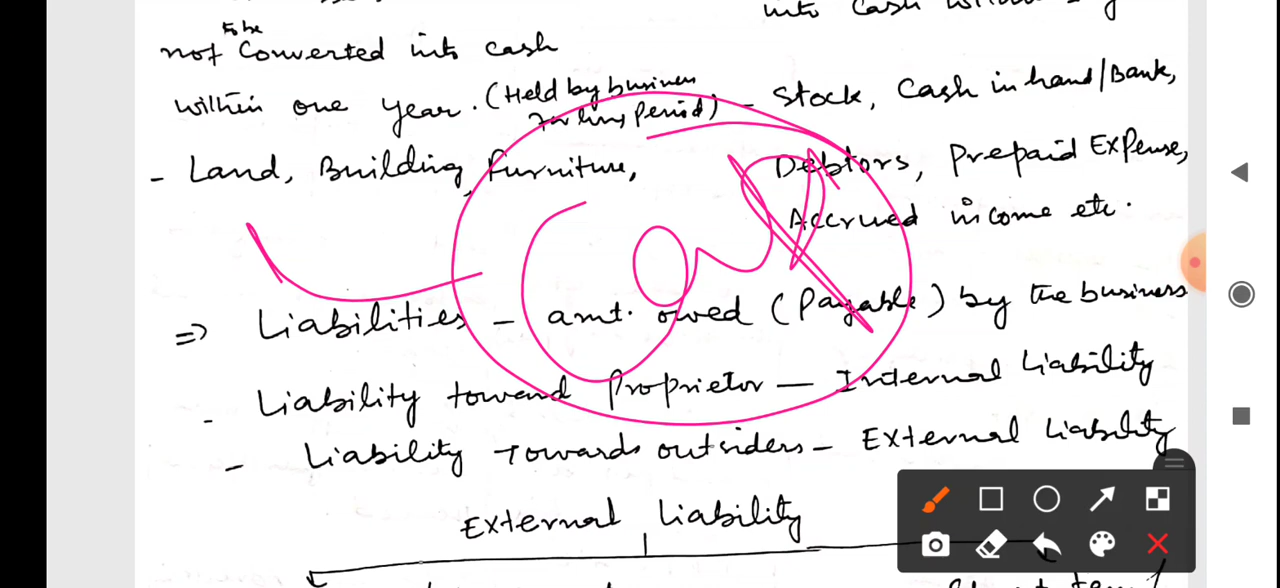 into cash
to be
not converted into cash
within one year. (Held by business
for long period)
- Stock, Cash in hand/Bank,
- Land, Building, Furniture,
Debtors, Prepaid Expense,
Accrued income etc.
=> Liabilities - amt. owed (Payable) by the business
- Liability toward Proprietor - Internal Liability
- Liability Towards outsiders - External Liability
External Liability